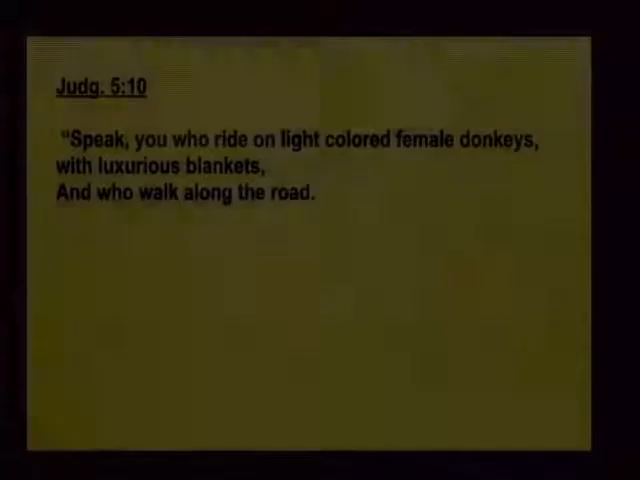 Judg. 5:10
"Speak, you who ride on light colored female donkeys,
with luxurious blankets,
And who walk along the road.